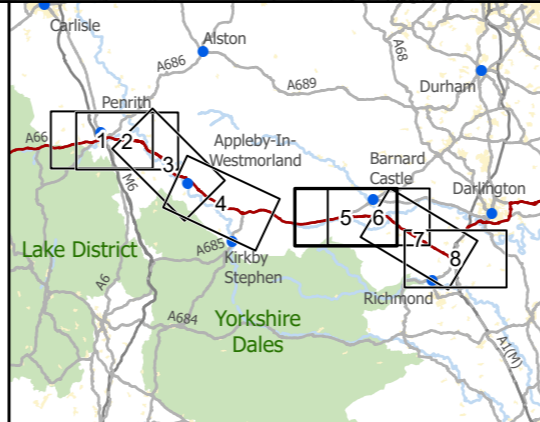 Carlisle
Alston
A68
A686
A689
Durham
Penrith
A66
1
2
3
Appleby-In-
Westmorland
Barnard
Castle
Darlington
M6
4
5
6
7
8
Lake District
A685
Kirkby
Stephen
A6
Richmond
A684
Yorkshire
Dales
A1(M)